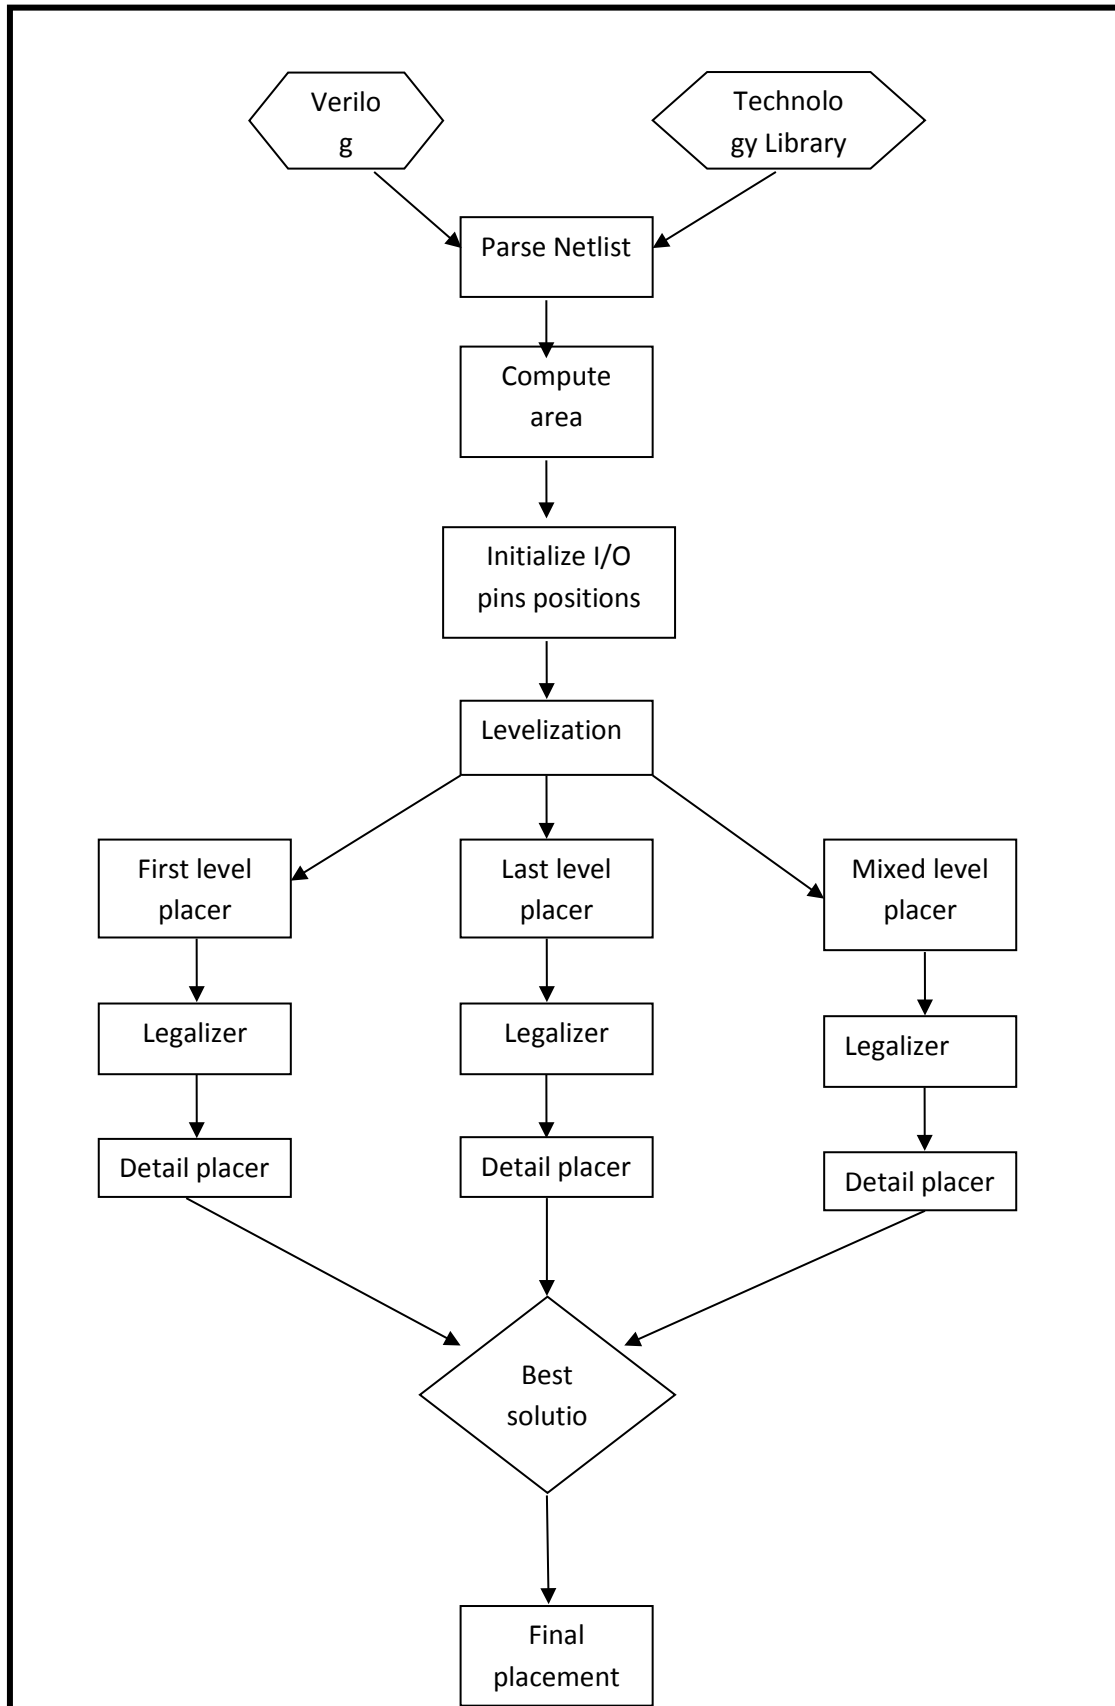 Verilo
g
Technolo
gy Library
Parse Netlist
Compute
area
Initialize I/O
pins positions
Levelization
First level
placer
Last level
placer
Mixed level
placer
Legalizer
Legalizer
Legalizer
Detail placer
Detail placer
Detail placer
Best
solutio
Final
placement